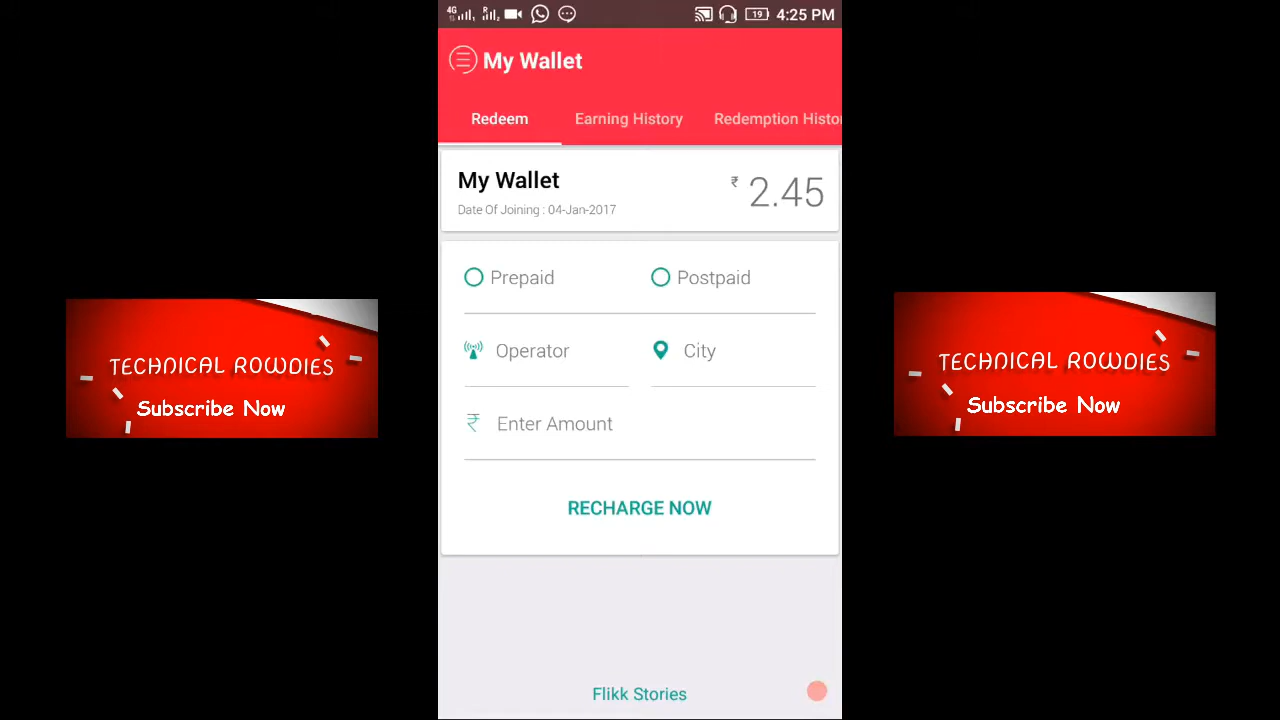 4G R 19 4:25 PM
My Wallet
Redeem Earning History Redemption Histor
My Wallet
₹ 2.45
Date Of Joining : 04-Jan-2017
Prepaid Postpaid
Operator City
₹ Enter Amount
RECHARGE NOW
Flikk Stories
TECHNICAL ROWDIES
Subscribe Now
TECHNICAL ROWDIES
Subscribe Now